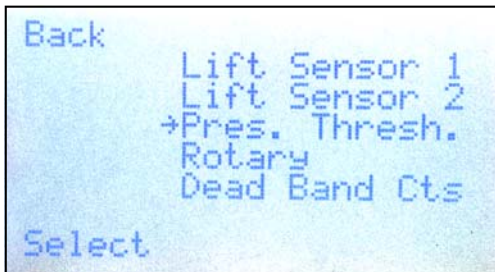 Back
Lift Sensor 1
Lift Sensor 2
→Pres. Thresh.
Rotary
Dead Band Cts
Select